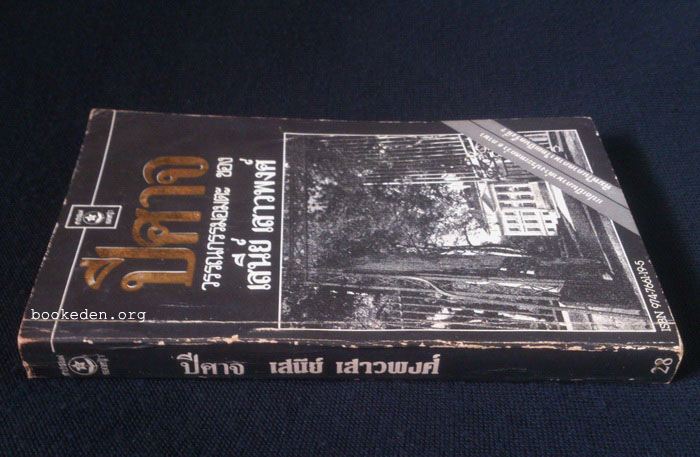 ปีศาจ
วรรณกรรมอมตะ ของ
เสนีย์ เสาวพงศ์
ISBN 974-7661-19-5
bookeden.org
ปีศาจ เสนีย์ เสาวพงศ์
28